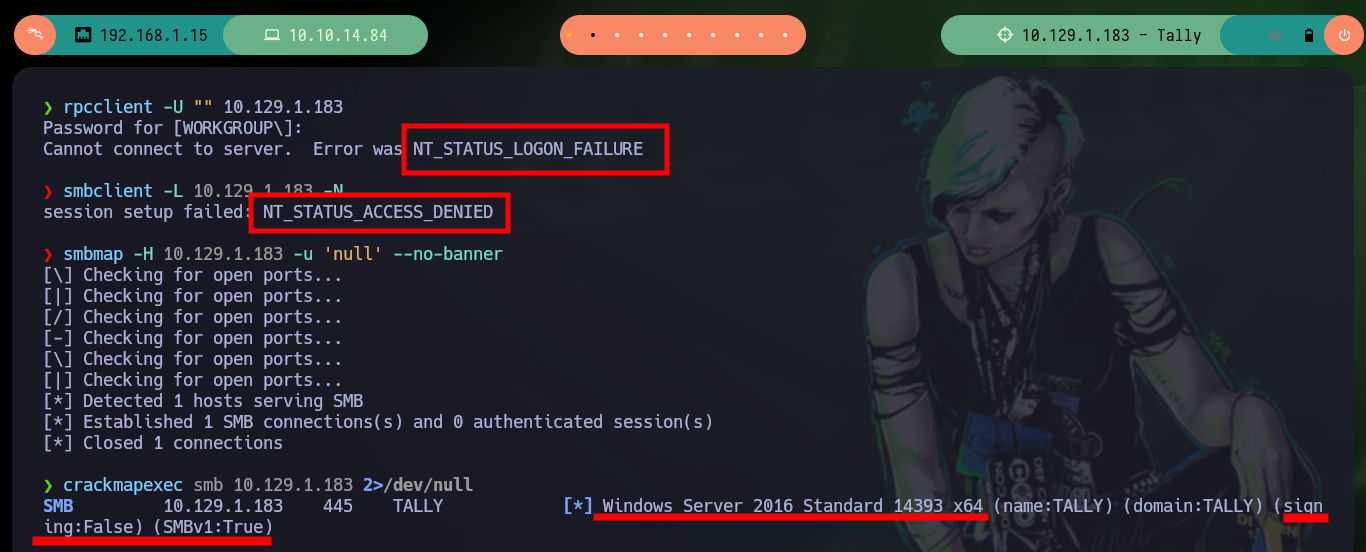 192.168.1.15
10.10.14.84
10.129.1.183 - Tally
❯ rpcclient -U "" 10.129.1.183
Password for [WORKGROUP\]:
Cannot connect to server.  Error was NT_STATUS_LOGON_FAILURE
❯ smbclient -L 10.129.1.183 -N
session setup failed: NT_STATUS_ACCESS_DENIED
❯ smbmap -H 10.129.1.183 -u 'null' --no-banner
[\] Checking for open ports...
[|] Checking for open ports...
[/] Checking for open ports...
[-] Checking for open ports...
[\] Checking for open ports...
[|] Checking for open ports...
[*] Detected 1 hosts serving SMB
[*] Established 1 SMB connections(s) and 0 authenticated session(s)
[*] Closed 1 connections
❯ crackmapexec smb 10.129.1.183 2>/dev/null
SMB         10.129.1.183    445    TALLY            [*] Windows Server 2016 Standard 14393 x64 (name:TALLY) (domain:TALLY) (sign
ing:False) (SMBv1:True)